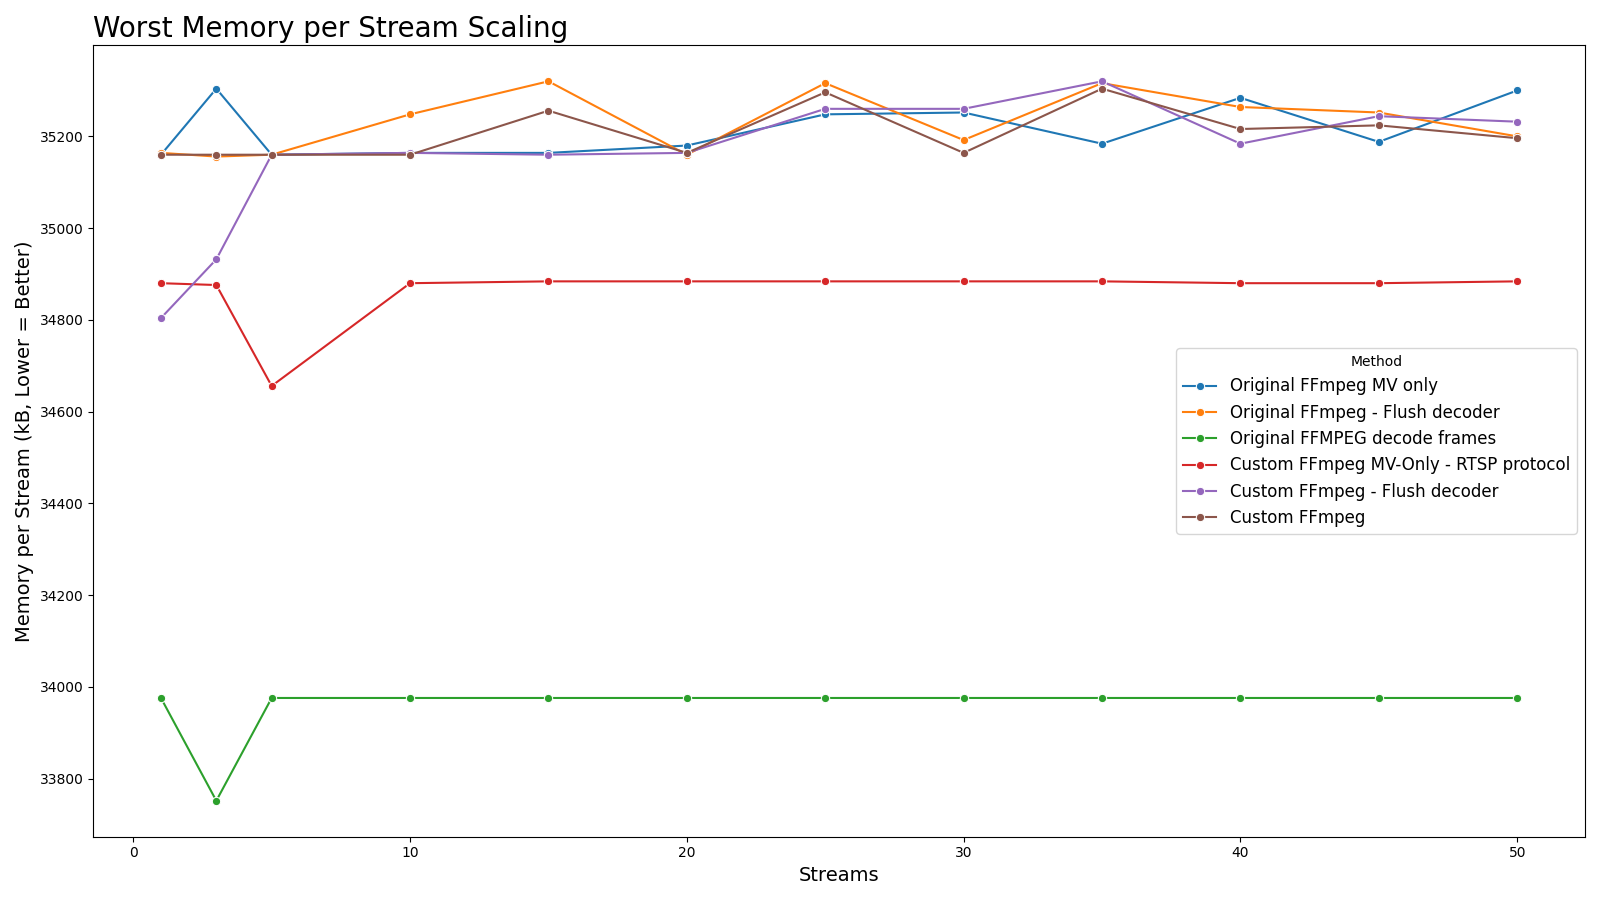 Worst Memory per Stream Scaling
Memory per Stream (kB, Lower = Better)
35200
35000
34800
34600
34400
34200
34000
33800
Method
Original FFmpeg MV only
Original FFmpeg - Flush decoder
Original FFMPEG decode frames
Custom FFmpeg MV-Only - RTSP protocol
Custom FFmpeg - Flush decoder
Custom FFmpeg
0 10 20 30 40 50
Streams